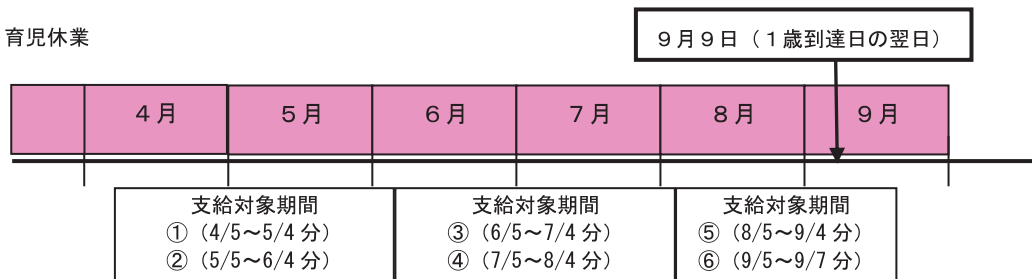 育児休業
９月９日（１歳到達日の翌日）
４月
５月
６月
７月
８月
９月
支給対象期間
①（4/5～5/4 分）
②（5/5～6/4 分）
支給対象期間
③（6/5～7/4 分）
④（7/5～8/4 分）
支給対象期間
⑤（8/5～9/4 分）
⑥（9/5～9/7 分）